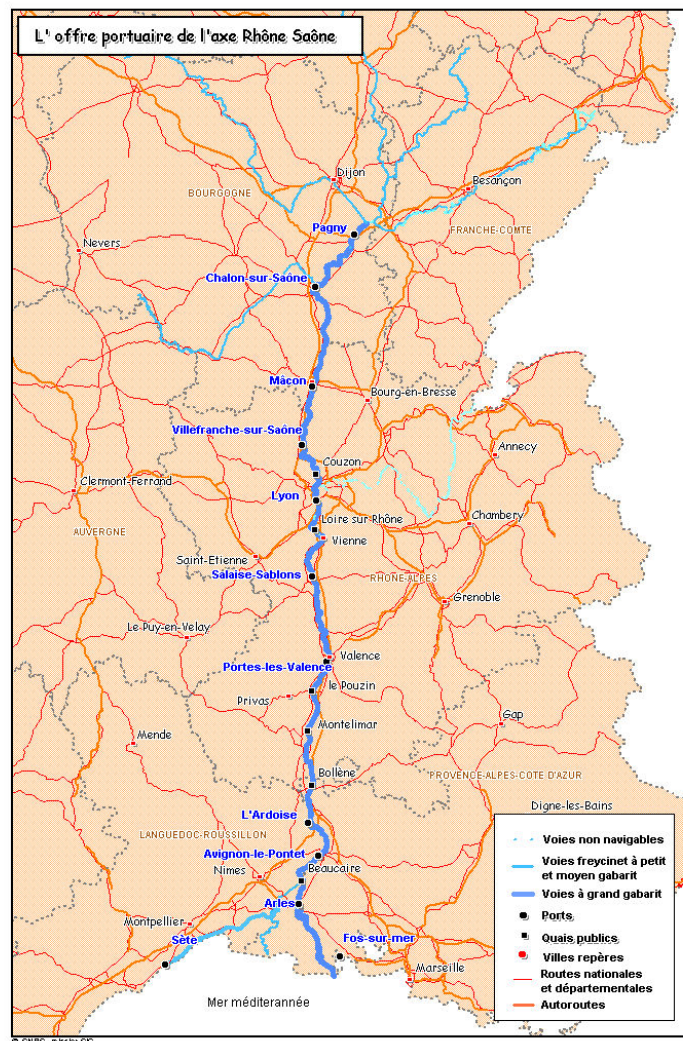 L' offre portuaire de l'axe Rhône Saône
Dijon
Besançon
BOURGOGNE
Pagny
FRANCHE-COMTE
Nevers
Chalon-sur-Saône
Mâcon
Bourg-en-Bresse
Villefranche-sur-Saône
Annecy
Couzon
Clermont-Ferrand
Lyon
Loire sur Rhône
Chambery
AUVERGNE
Vienne
Saint-Etienne
Salaise-Sablons
RHONE-ALPES
Grenoble
Le Puy-en-Velay
Valence
Portes-les-Valence
le Pouzin
Privas
Gap
Montelimar
Mende
Bollène
PROVENCE-ALPES-COTE D'AZUR
Digne-les-Bains
L'Ardoise
LANGUEDOC-ROUSSILLON
Avignon-le-Pontet
Nimes
Beaucaire
Arles
Montpellier
Sète
Fos-sur-mer
Marseille
Mer méditerannée
Voies non navigables
Voies freycinet à petit
et moyen gabarit
Voies à grand gabarit
Ports
Quais publics
Villes repères
Routes nationales
et départementales
Autoroutes